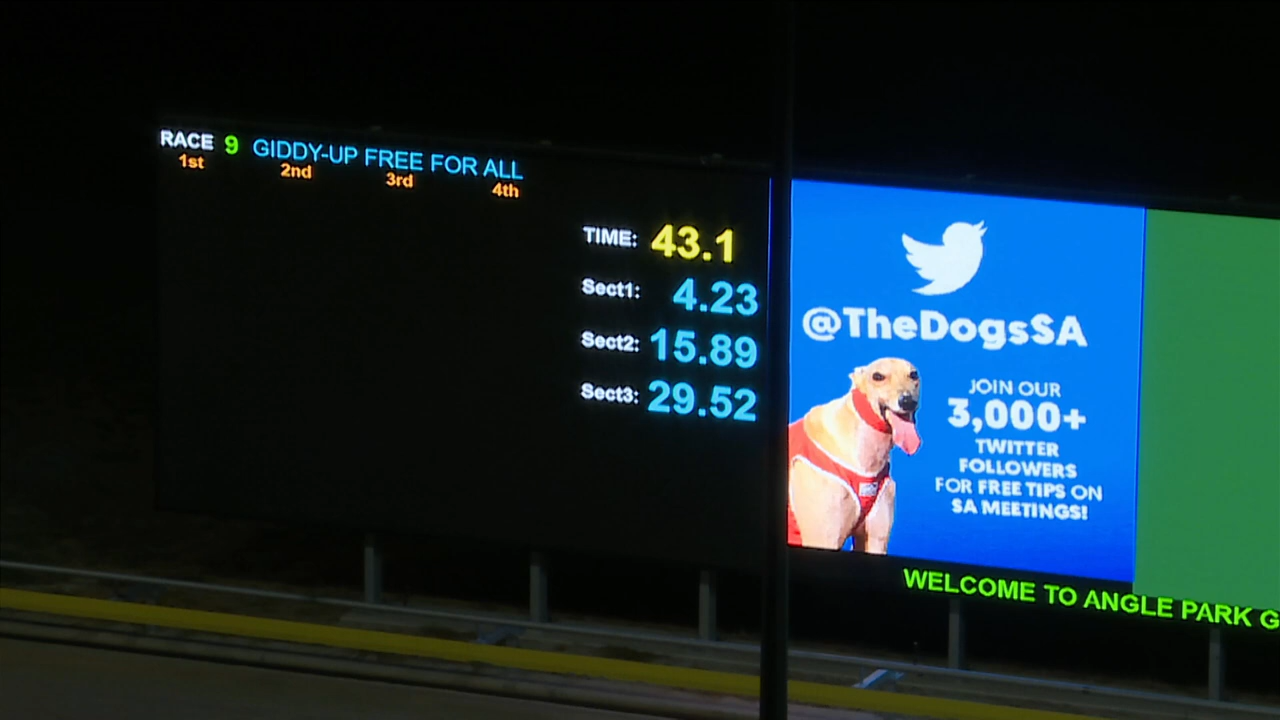 RACE 9 GIDDY-UP FREE FOR ALL
1st 2nd 3rd 4th
TIME: 43.1
Sect1: 4.23
Sect2: 15.89
Sect3: 29.52
@TheDogsSA
JOIN OUR
3,000+
TWITTER
FOLLOWERS
FOR FREE TIPS ON
SA MEETINGS!
WELCOME TO ANGLE PARK G